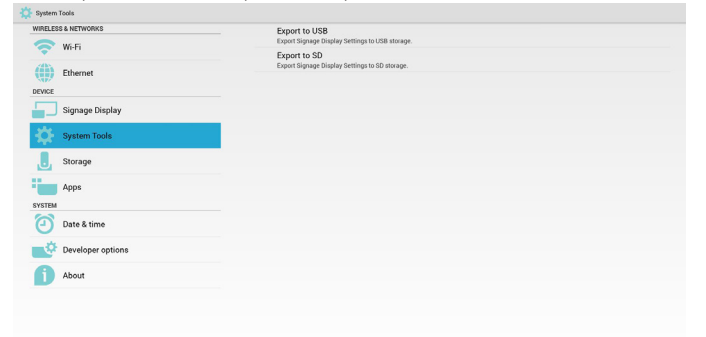 System Tools
WIRELESS & NETWORKS
Wi-Fi
Ethernet
DEVICE
Signage Display
System Tools
Storage
Apps
SYSTEM
Date & time
Developer options
About
Export to USB
Export Signage Display Settings to USB storage.
Export to SD
Export Signage Display Settings to SD storage.